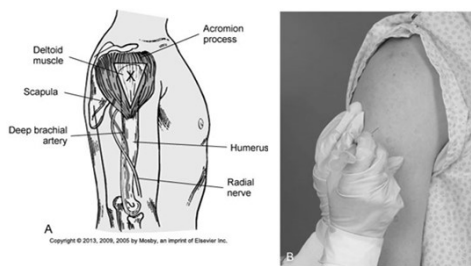 Acromion
process
Deltoid
muscle
X
Scapula
Deep brachial
artery
Humerus
Radial
nerve
A
B
Copyright © 2013, 2009, 2005 by Mosby, an imprint of Elsevier Inc.